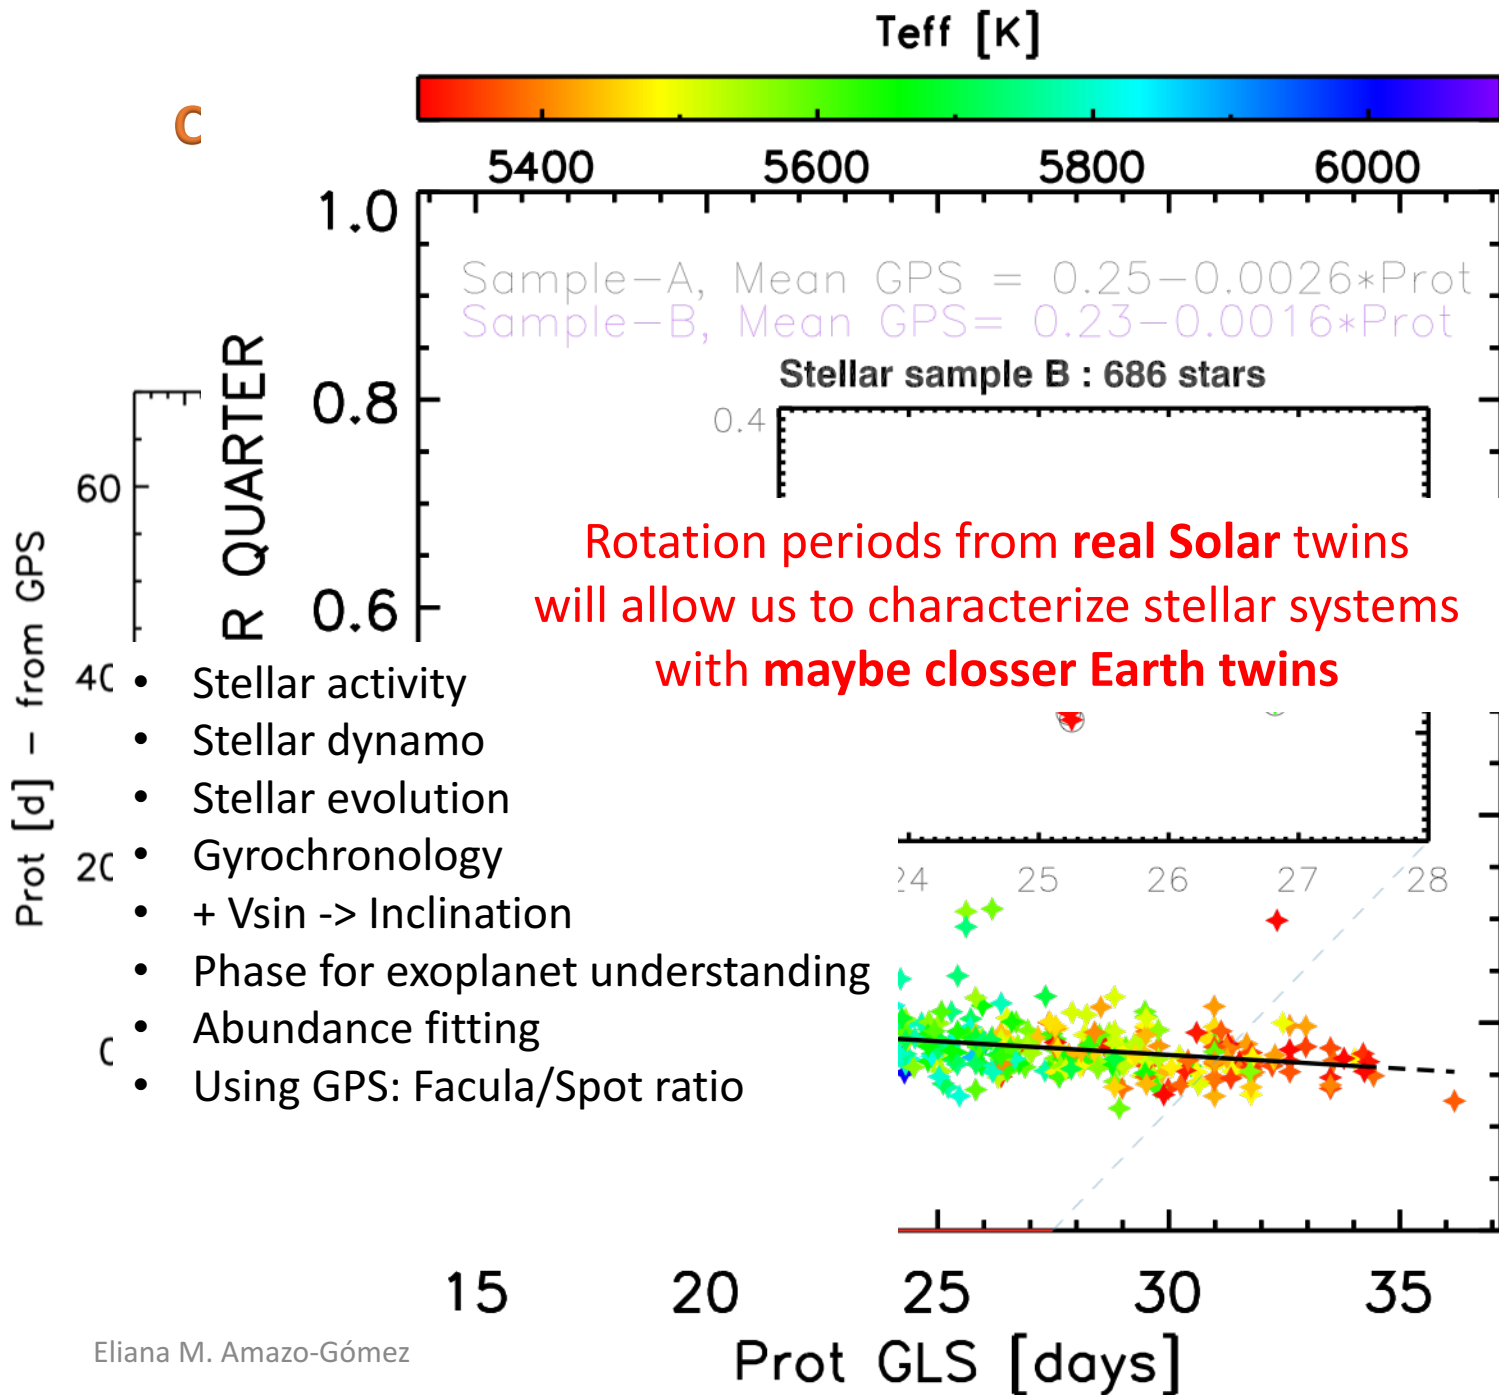 Teff [K]
C
5400 5600 5800 6000
1.0
Sample-A, Mean GPS = 0.25-0.0026*Prot
Sample-B, Mean GPS= 0.23-0.0016*Prot
Stellar sample B : 686 stars
0.4
0.8
R QUARTER
0.6
Rotation periods from real Solar twins
will allow us to characterize stellar systems
with maybe closser Earth twins
Prot [d] - from GPS
60
20
• Stellar activity
• Stellar dynamo
• Stellar evolution
• Gyrochronology
• + Vsin -> Inclination
• Phase for exoplanet understanding
• Abundance fitting
• Using GPS: Facula/Spot ratio
24 25 26 27 28
15 20 25 30 35
Prot GLS [days]
Eliana M. Amazo-Gómez